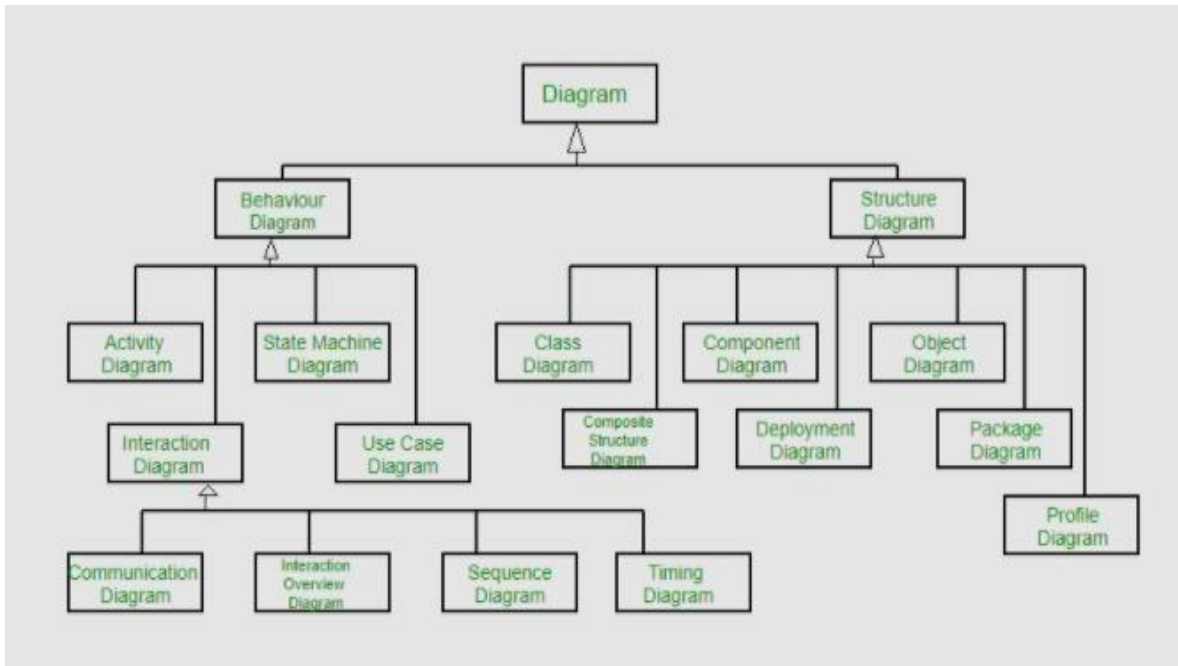 Diagram
Behaviour
Diagram
Structure
Diagram
Activity
Diagram
State Machine
Diagram
Class
Diagram
Component
Diagram
Object
Diagram
Interaction
Diagram
Use Case
Diagram
Composite
Structure
Diagram
Deployment
Diagram
Package
Diagram
Profile
Diagram
Communication
Diagram
Interaction
Overview
Diagram
Sequence
Diagram
Timing
Diagram